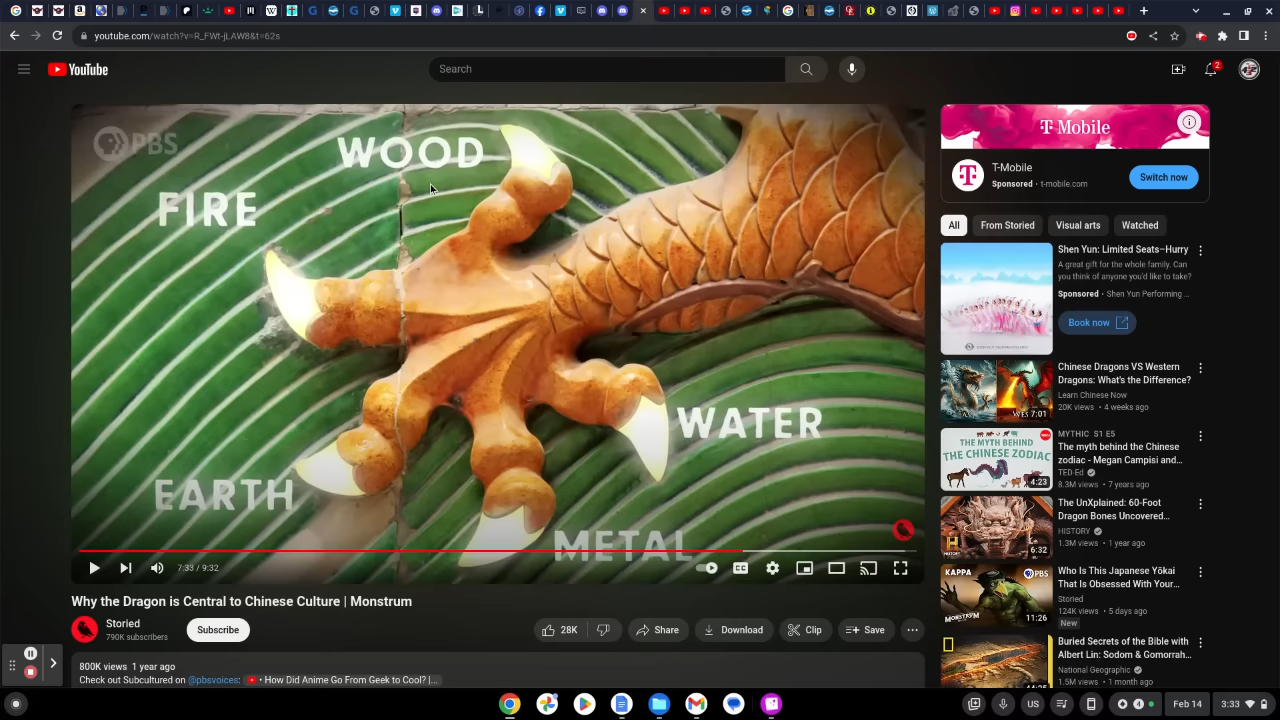 youtube.com/watch?v=R_FWt-jLAW8&t=62s
YouTube
Search
2
PBS
WOOD
FIRE
WATER
EARTH
METAL
7:33 / 9:32
Why the Dragon is Central to Chinese Culture | Monstrum
Storied
790K subscribers
Subscribe
28K
Share
Download
Clip
Save
800K views 1 year ago
Check out Subcultured on @pbsvoices: • How Did Anime Go From Geek to Cool? |...
T Mobile
T-Mobile
Sponsored • t-mobile.com
Switch now
All
From Storied
Visual arts
Watched
Shen Yun: Limited Seats–Hurry
A great gift for the whole family. Can
you think of anyone you'd like to take?
Sponsored • Shen Yun Performing ...
Book now
7:01
Chinese Dragons VS Western
Dragons: What's the Difference?
Learn Chinese Now
20K views • 4 weeks ago
THE MYTH BEHIND
THE CHINESE ZODIAC
4:23
MYTHIC S1 E5
The myth behind the Chinese
zodiac - Megan Campisi and...
TED-Ed
8.3M views • 7 years ago
HISTORY
6:32
The UnXplained: 60-Foot
Dragon Bones Uncovered...
HISTORY
1.3M views • 1 year ago
KAPPA
PBS
MONSTRUM
11:26
Who Is This Japanese Yōkai
That Is Obsessed With Your...
Storied
124K views • 5 days ago
New
44:25
Buried Secrets of the Bible with
Albert Lin: Sodom & Gomorrah...
National Geographic
1.5M views • 1 month ago
US
4
Feb 14
3:33